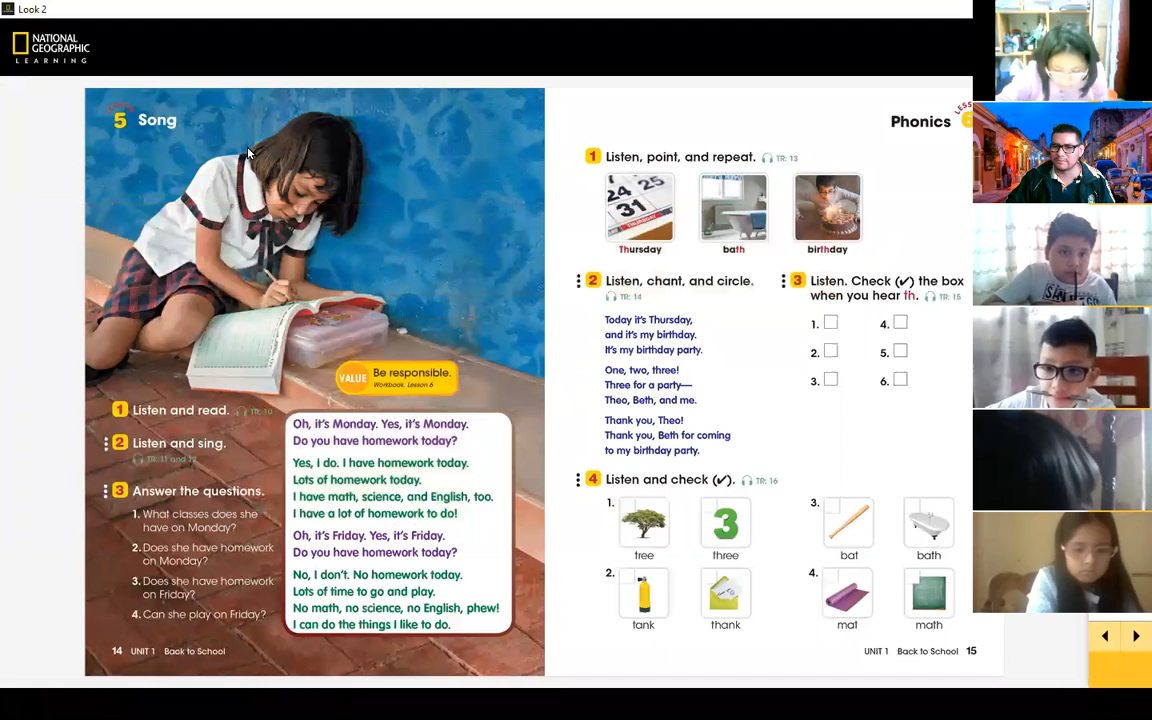 Look 2
NATIONAL
GEOGRAPHIC
LEARNING
5 Song
VALUE Be responsible.
Workbook, Lesson 6
1 Listen and read. TR: 10
2 Listen and sing.
TR: 11 and 12
3 Answer the questions.
1. What classes does she
have on Monday?
2. Does she have homework
on Monday?
3. Does she have homework
on Friday?
4. Can she play on Friday?
Oh, it's Monday. Yes, it's Monday.
Do you have homework today?
Yes, i do. I have homework today.
Lots of homework today.
I have math, science, and English, too.
I have a lot of homework to do!
Oh, it's Friday. Yes, it's Friday.
Do you have homework today?
No, I don't. No homework today.
Lots of time to go and play.
No math, no science, no English, phew!
I can do the things I like to do.
14 UNIT 1 Back to School
Phonics
1 Listen, point, and repeat. TR: 13
24 25
31
THURSDAY
Thursday bath birthday
2 Listen, chant, and circle.
TR: 14
Today it's Thursday,
and it's my birthday.
It's my birthday party.
One, two, three!
Three for a party—
Theo, Beth, and me.
Thank you, Theo!
Thank you, Beth for coming
to my birthday party.
3 Listen. Check (✔) the box
when you hear th. TR: 15
1. 4.
2. 5.
3. 6.
4 Listen and check (✔). TR: 16
1. 3
tree three
2.
tank thank
3.
bat bath
4.
mat math
UNIT 1 Back to School 15